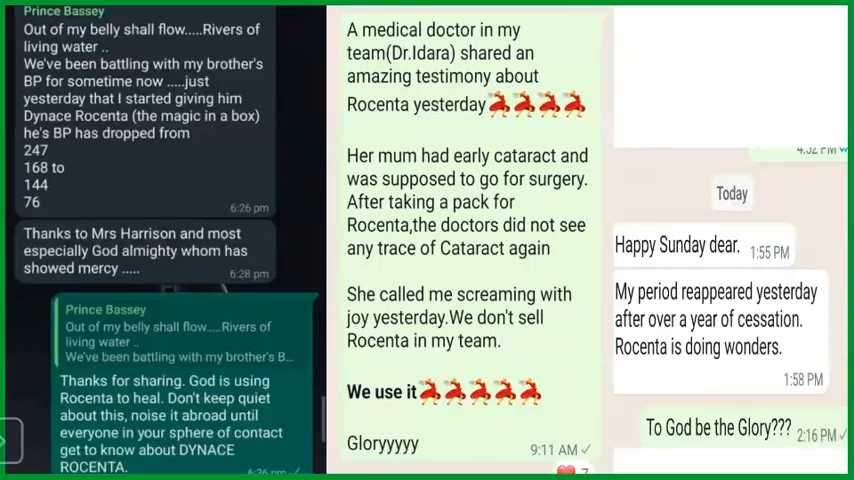 Prince Bassey
Out of my belly shall flow.....Rivers of
living water ..
We've been battling with my brother's
BP for sometime now .....just
yesterday that I started giving him
Dynace Rocenta (the magic in a box)
he's BP has dropped from
247
168 to
144
76
6:26 pm
Thanks to Mrs Harrison and most
especially God almighty whom has
showed mercy .....
6:28 pm
Prince Bassey
Out of my belly shall flow.....Rivers of
living water ..
We've been battling with my brother's B...
Thanks for sharing. God is using
Rocenta to heal. Don't keep quiet
about this, noise it abroad until
everyone in your sphere of contact
get to know about DYNACE
ROCENTA.
6:36 pm
A medical doctor in my
team(Dr.Idara) shared an
amazing testimony about
Rocenta yesterday
Her mum had early cataract and
was supposed to go for surgery.
After taking a pack for
Rocenta,the doctors did not see
any trace of Cataract again
She called me screaming with
joy yesterday.We don't sell
Rocenta in my team.
We use it
Gloryyyyy
9:11 AM
7
4:32 PM
Today
Happy Sunday dear.
1:55 PM
My period reappeared yesterday
after over a year of cessation.
Rocenta is doing wonders.
1:58 PM
To God be the Glory???
2:16 PM